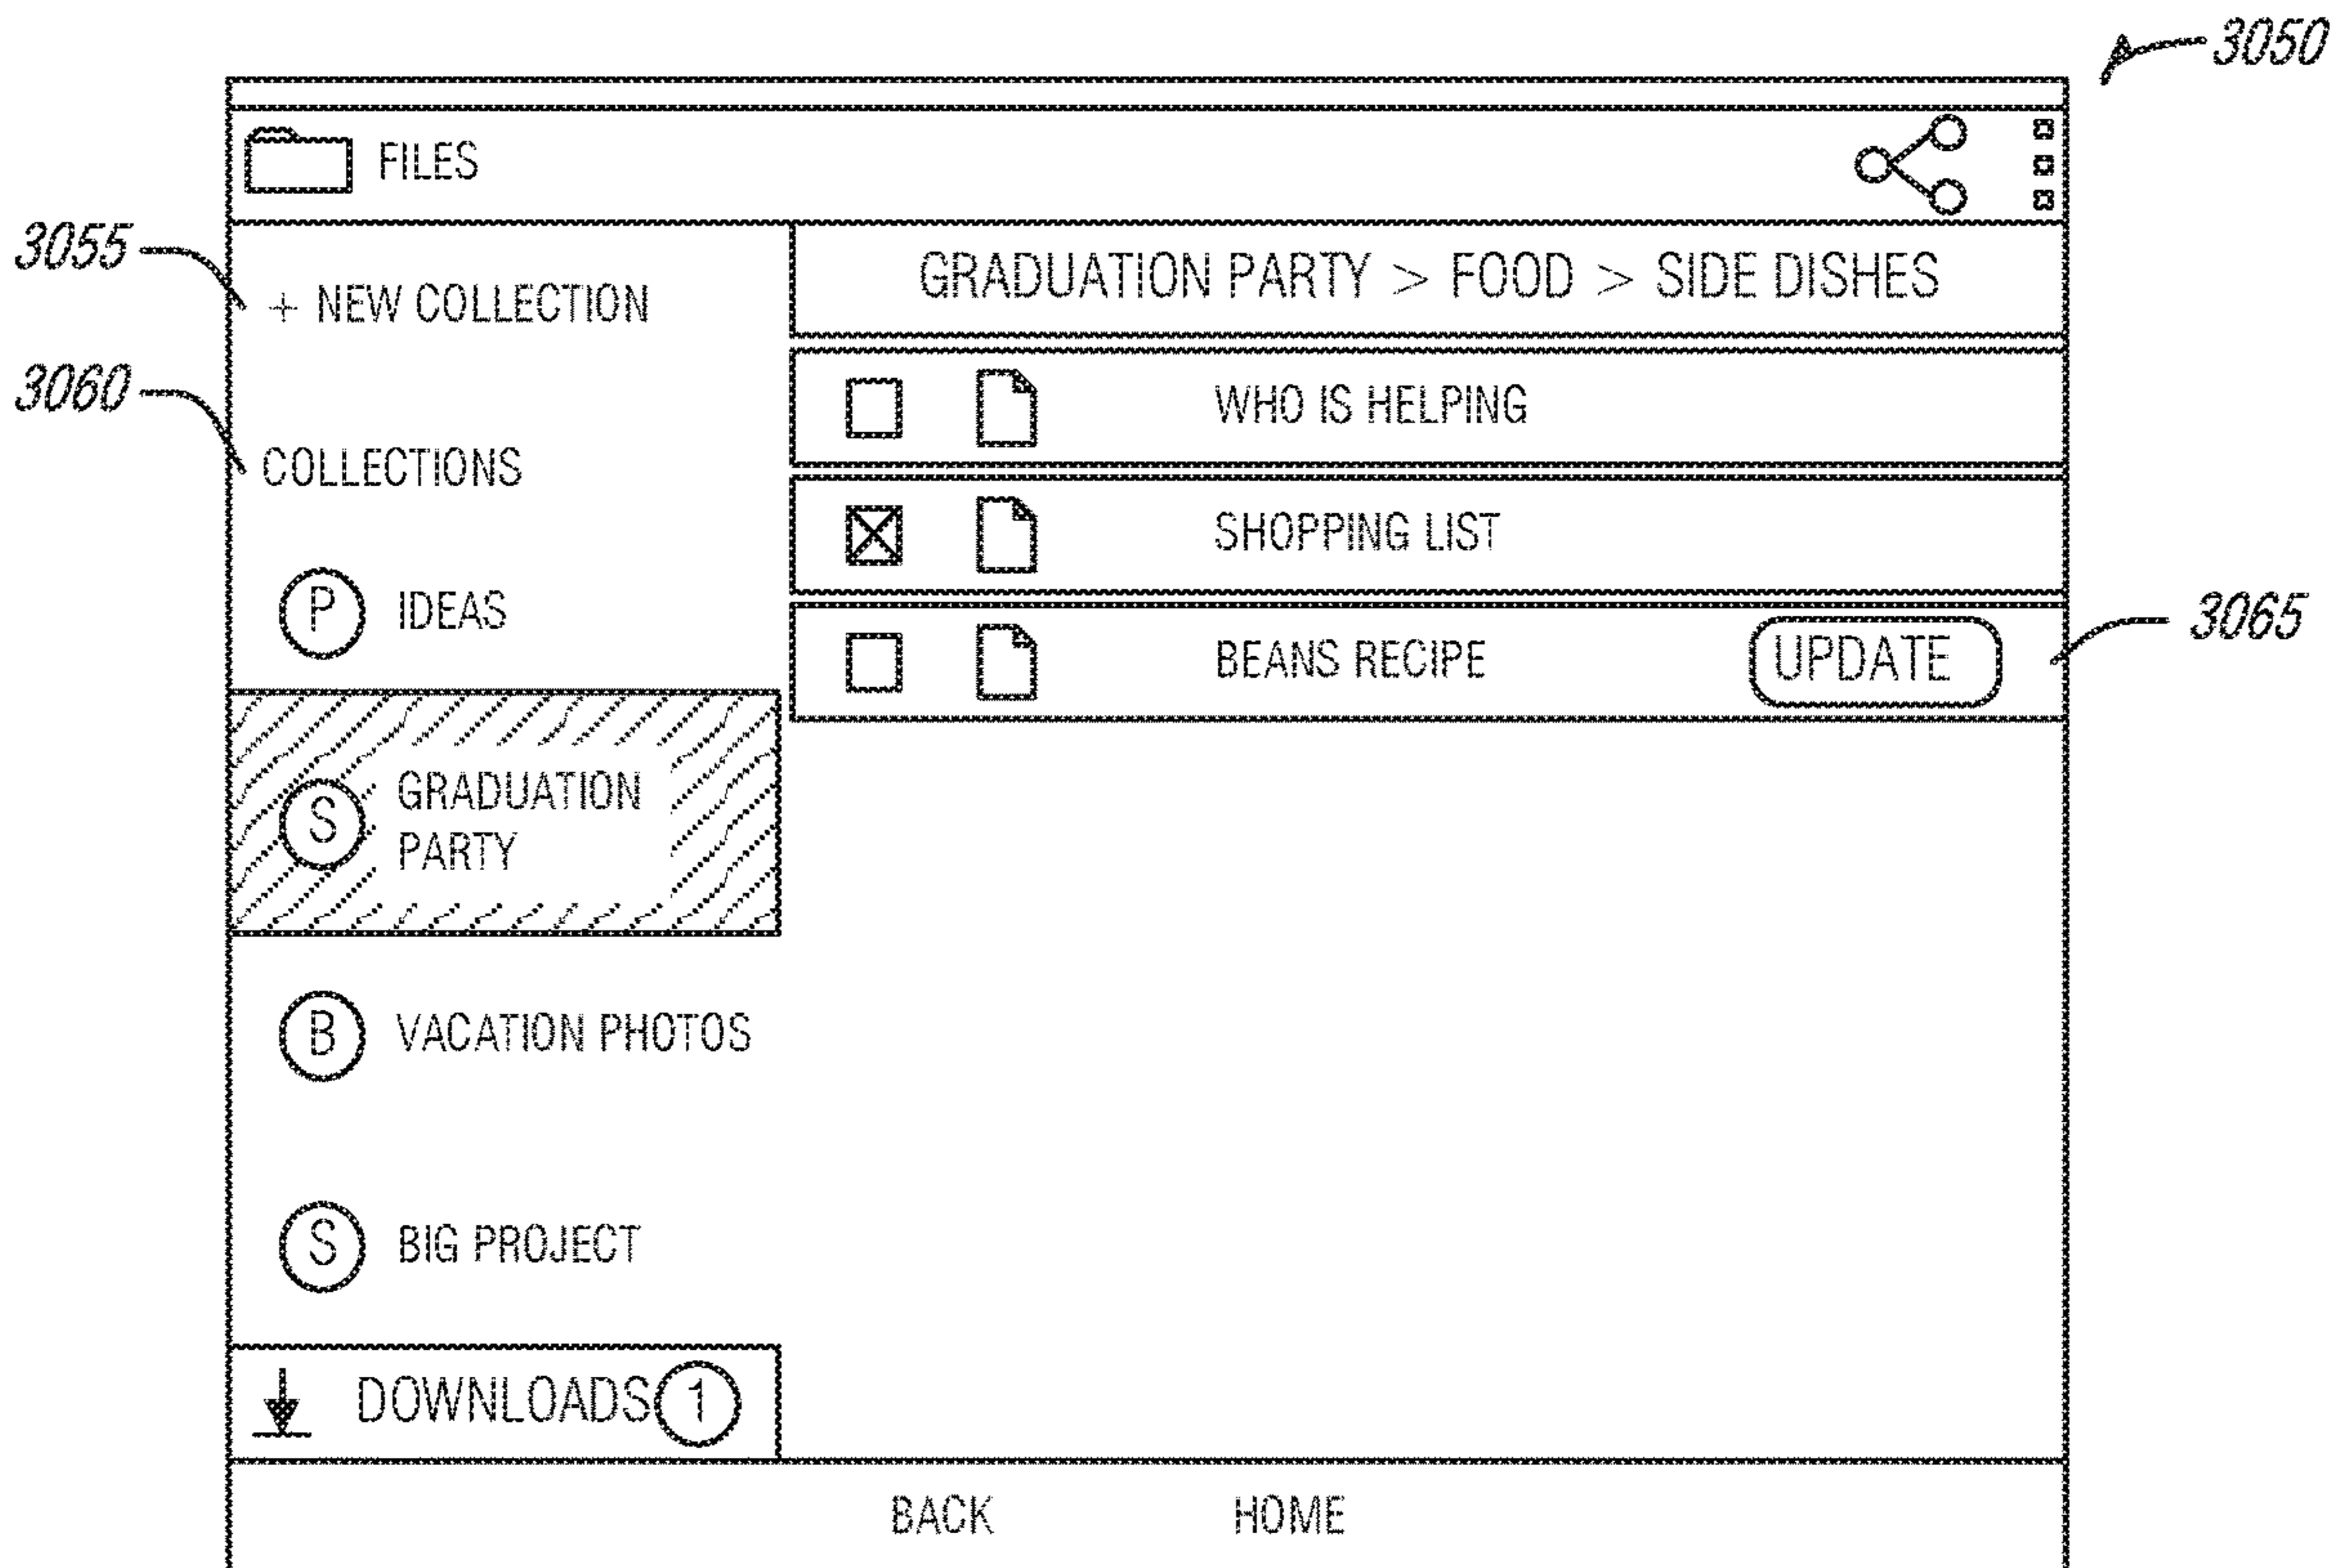 3050
FILES
3055
+ NEW COLLECTION
GRADUATION PARTY > FOOD > SIDE DISHES
3060
COLLECTIONS
WHO IS HELPING
SHOPPING LIST
P IDEAS
BEANS RECIPE UPDATE
3065
S GRADUATION
PARTY
B VACATION PHOTOS
S BIG PROJECT
DOWNLOADS 1
BACK HOME